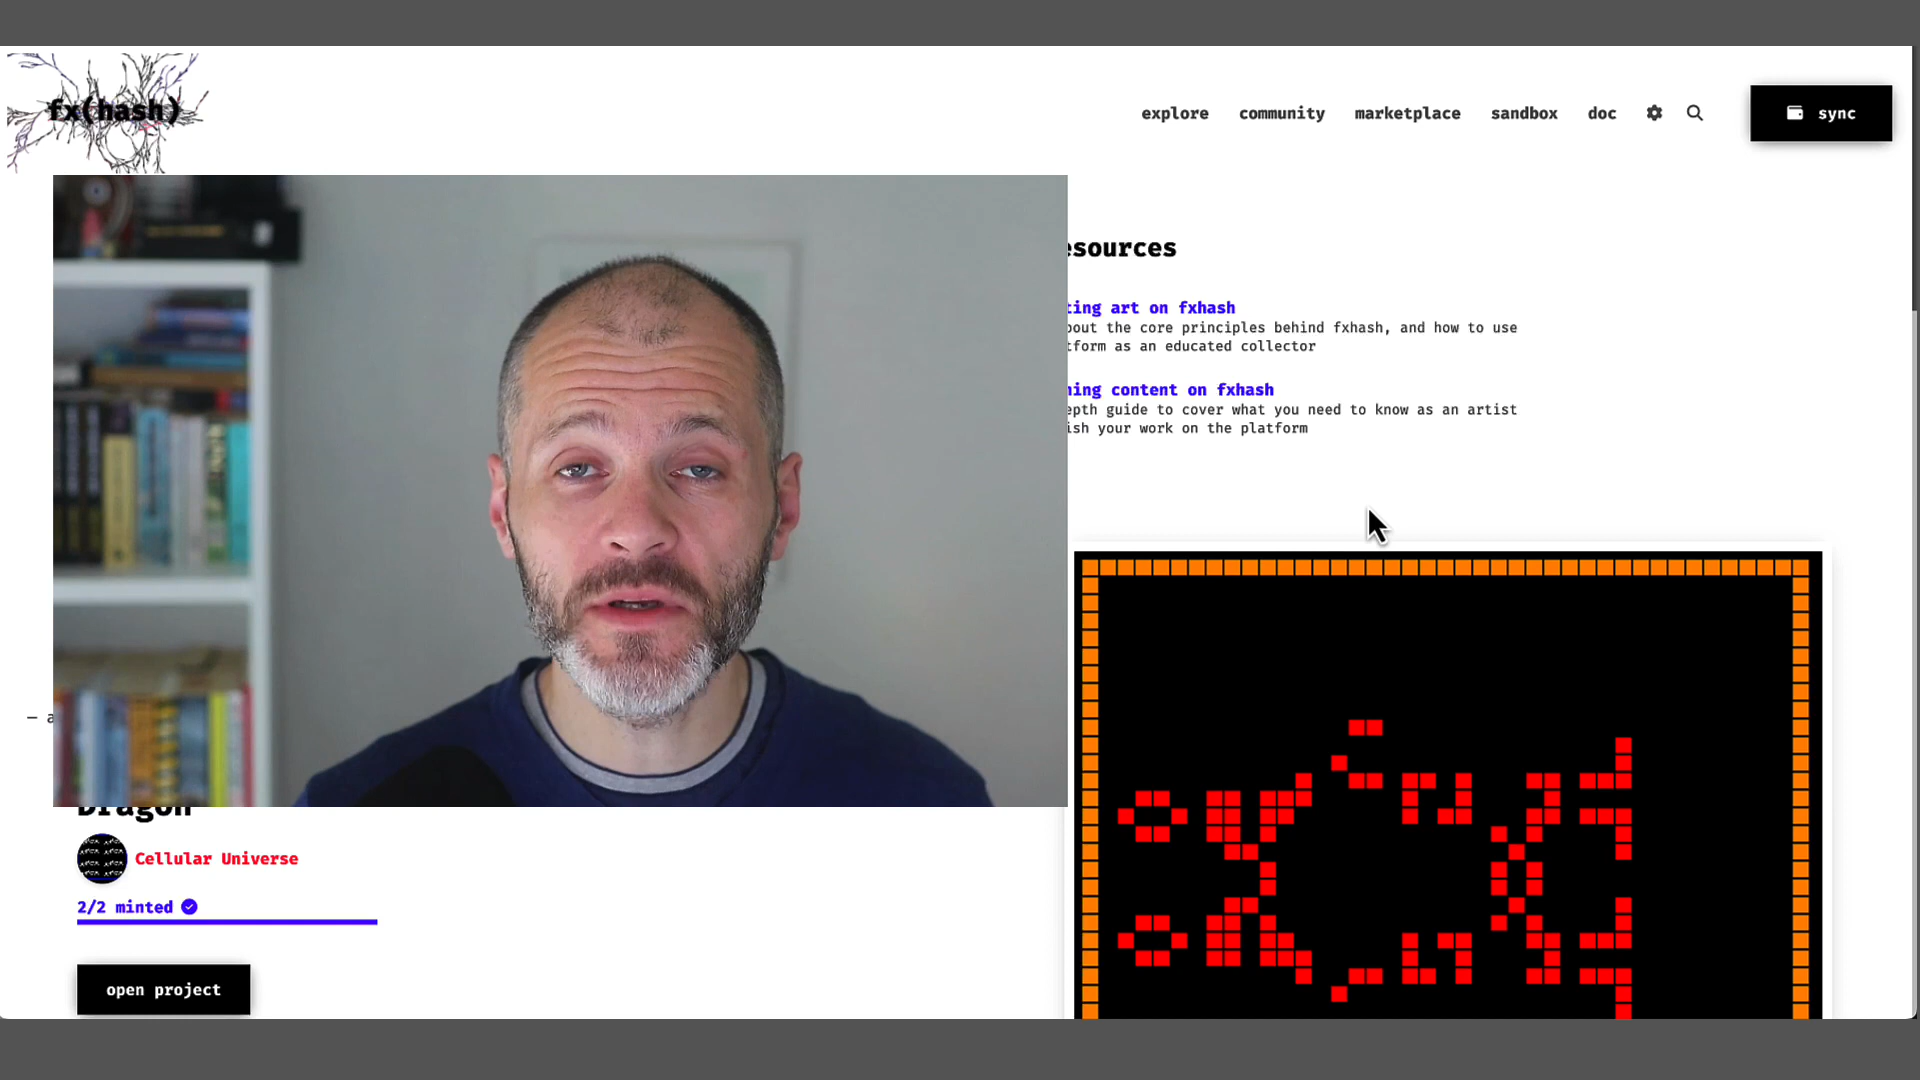 fx(hash)
explore community marketplace sandbox doc sync
esources
ting art on fxhash
bout the core principles behind fxhash, and how to use
tform as an educated collector
ning content on fxhash
epth guide to cover what you need to know as an artist
ish your work on the platform
— a
Dragon
Cellular Universe
2/2 minted
open project